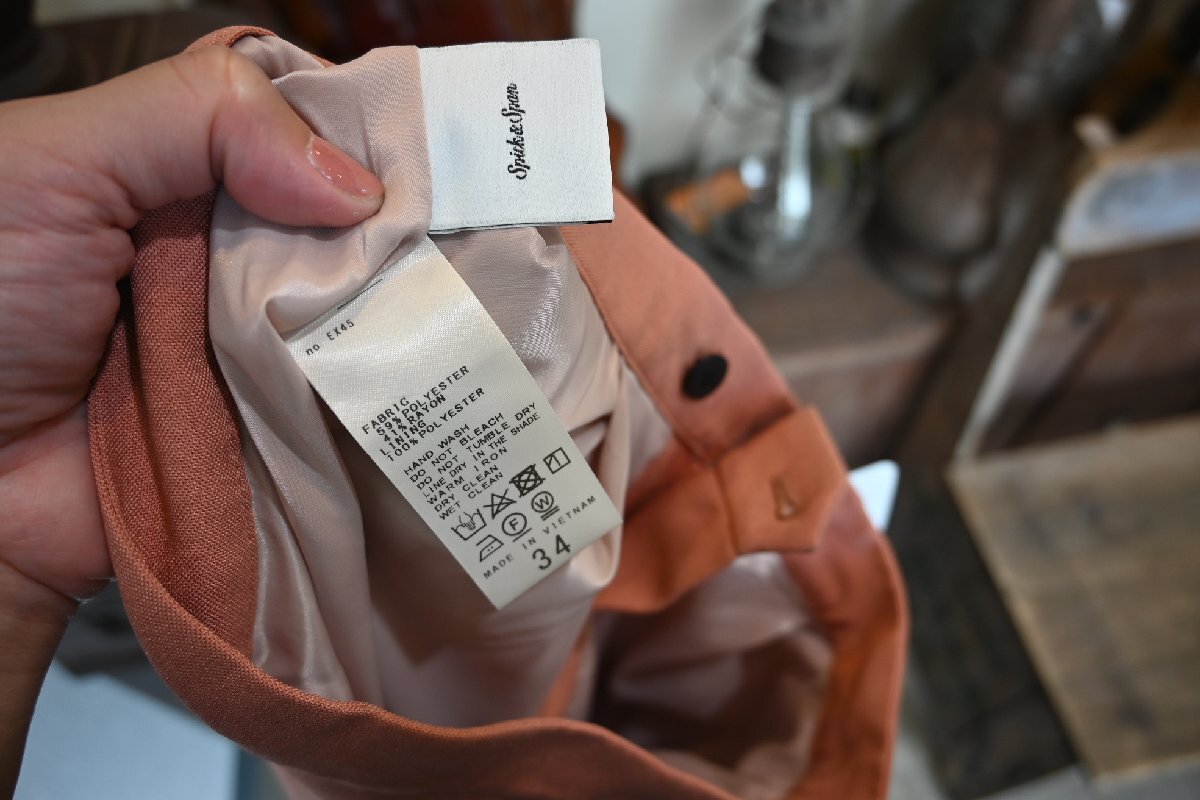 Spick & Span
no. EX45
FABRIC
59% POLYESTER
41% RAYON
LINING
100% POLYESTER
HAND WASH
DO NOT BLEACH
DO NOT TUMBLE DRY
LINE DRY IN THE SHADE
WARM IRON
DRY CLEAN
WET CLEAN
F W
MADE IN VIETNAM
34